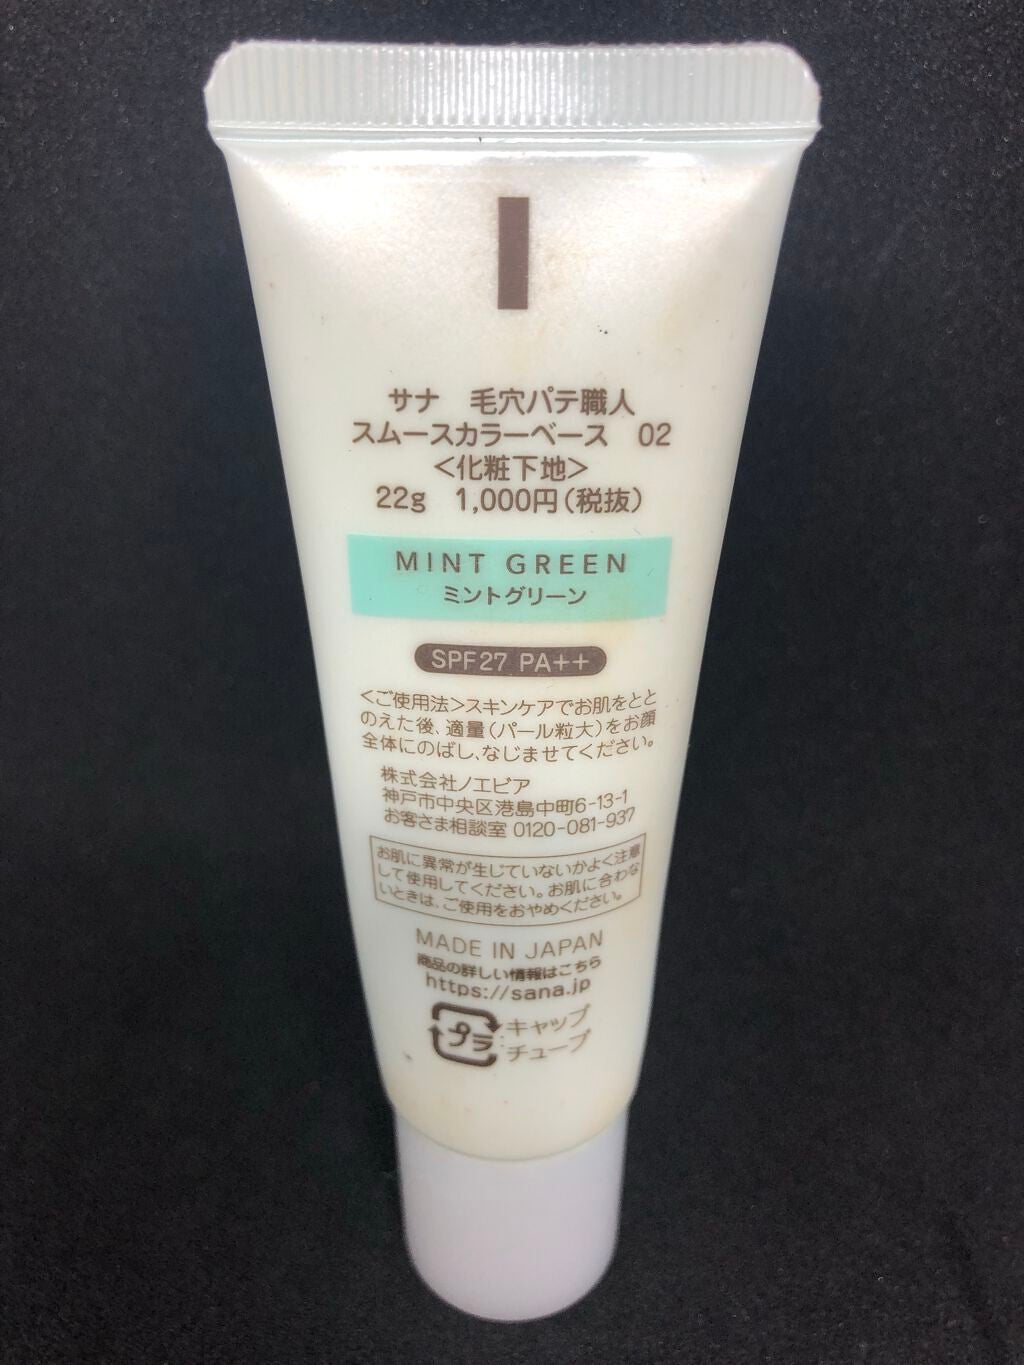 サナ　毛穴パテ職人
スムースカラーベース　02
＜化粧下地＞
22g　1,000円（税抜）
MINT GREEN
ミントグリーン
SPF27 PA++
＜ご使用法＞スキンケアでお肌をとと
のえた後、適量（パール粒大）をお顔
全体にのばし、なじませてください。
株式会社ノエビア
神戸市中央区港島中町6-13-1
お客さま相談室 0120-081-937
お肌に異常が生じていないかよく注意
して使用してください。お肌に合わな
いときは、ご使用をおやめください。
MADE IN JAPAN
商品の詳しい情報はこちら
https://sana.jp
プラ
キャップ
チューブ